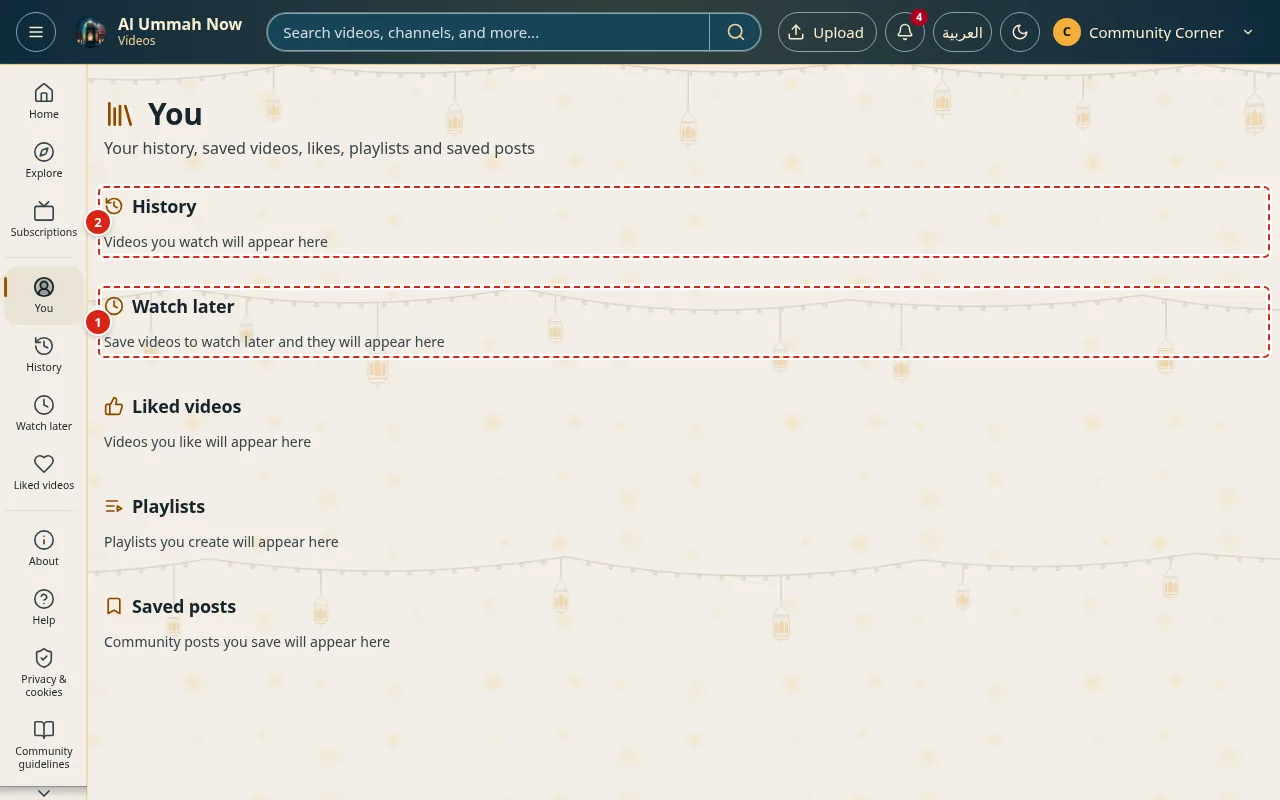 Al Ummah Now
Videos
Search videos, channels, and more...
Upload
4
العربية
C
Community Corner
Home
Explore
Subscriptions
You
History
Watch later
Liked videos
About
Help
Privacy &
cookies
Community
guidelines
You
Your history, saved videos, likes, playlists and saved posts
2
History
Videos you watch will appear here
1
Watch later
Save videos to watch later and they will appear here
Liked videos
Videos you like will appear here
Playlists
Playlists you create will appear here
Saved posts
Community posts you save will appear here